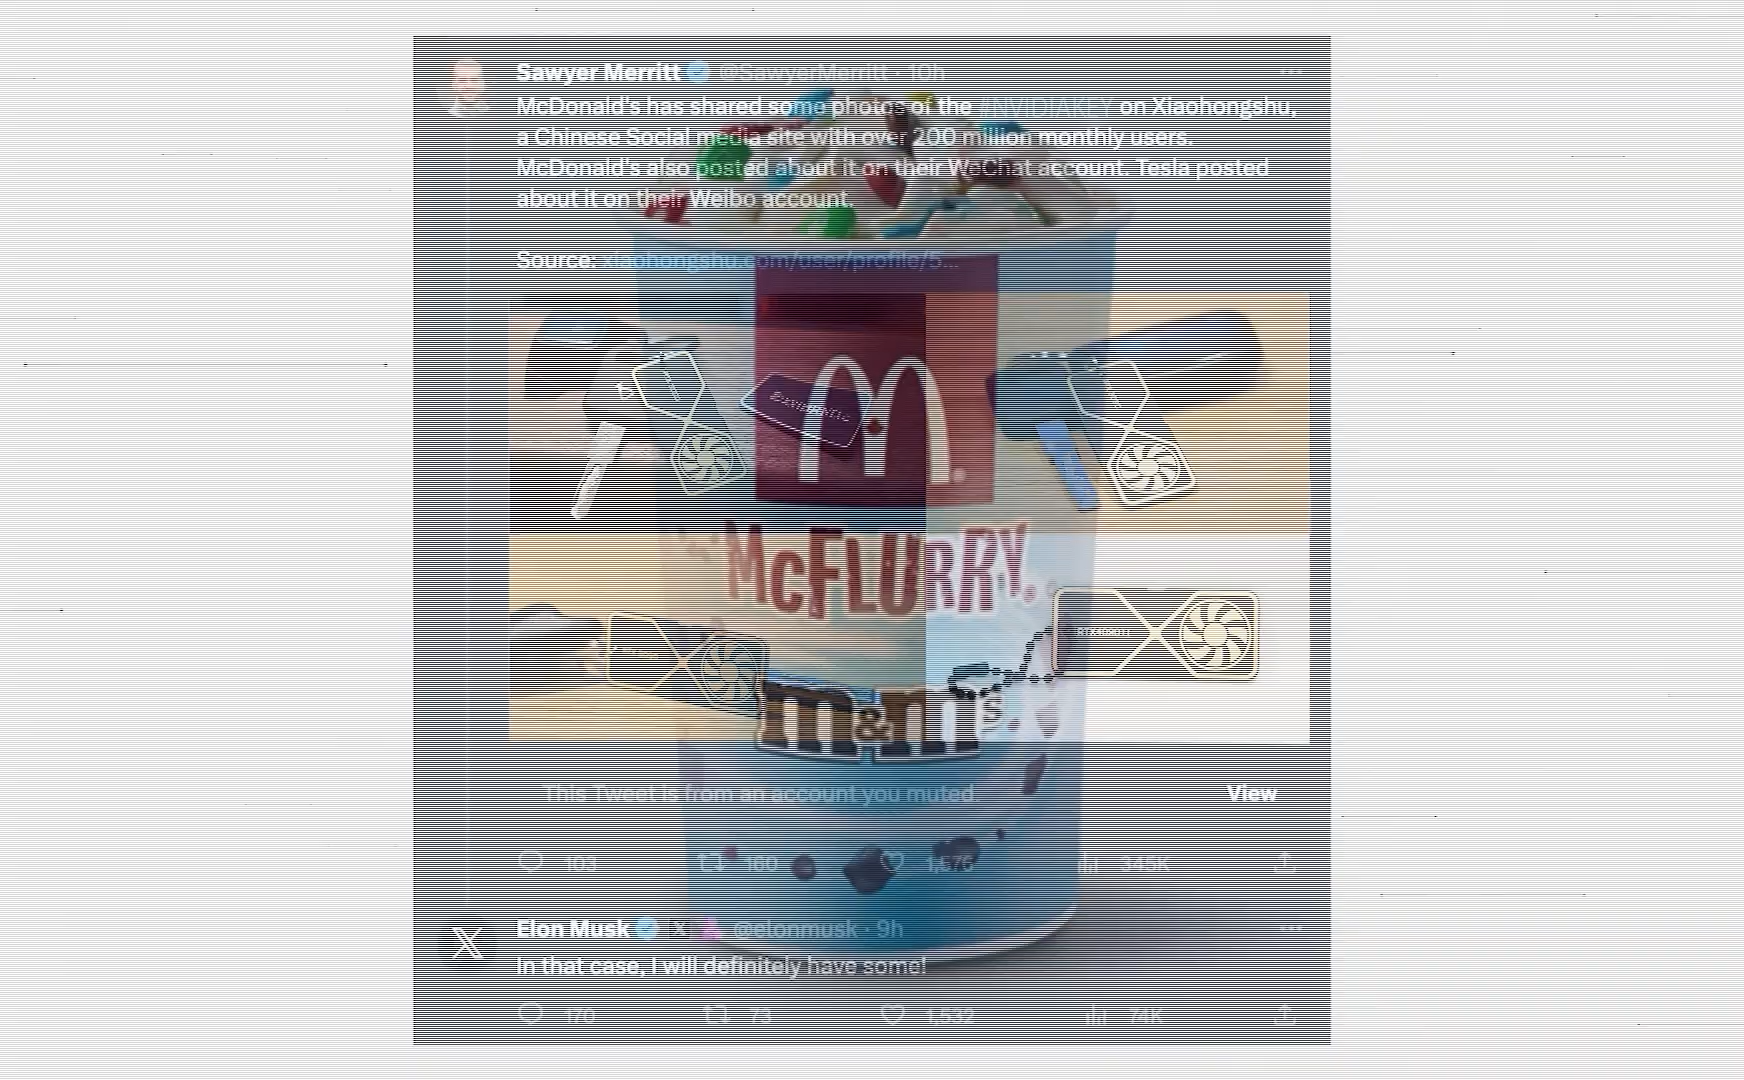 Sawyer Merritt @SawyerMerritt · 10h
McDonald's has shared some photos of the #NVIDIAKEY on Xiaohongshu,
a Chinese Social media site with over 200 million monthly users.
McDonald's also posted about it on their WeChat account. Tesla posted
about it on their Weibo account.
Source: xiaohongshu.com/user/profile/5...
McFLURRY.
m&m's
This Tweet is from an account you muted. View
103 160 1,576 345K
Elon Musk X @elonmusk · 9h
In that case, I will definitely have some!
170 73 1,532 74K